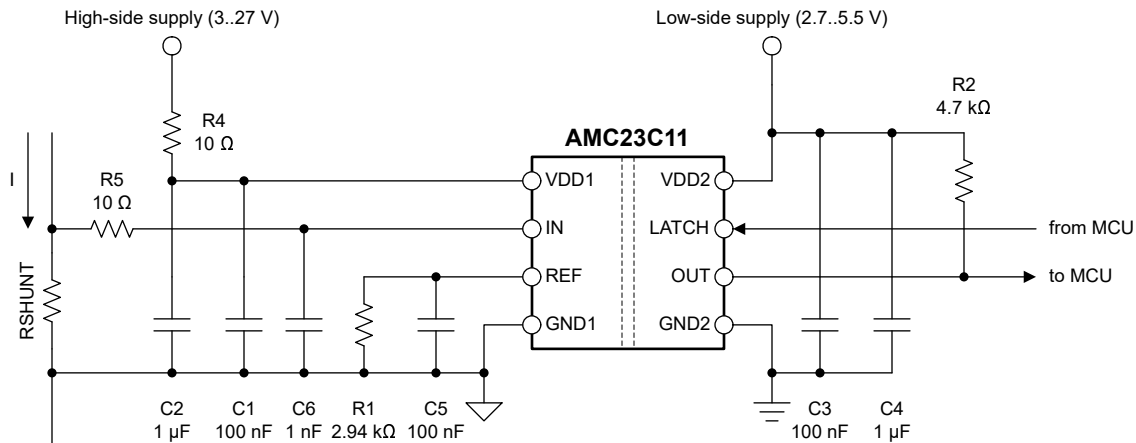 High-side supply (3..27 V)
Low-side supply (2.7..5.5 V)
R2
4.7 kΩ
R4
10 Ω
AMC23C11
I
R5
10 Ω
VDD1
VDD2
IN
LATCH
from MCU
REF
OUT
to MCU
RSHUNT
GND1
GND2
C2
1 µF
C1
100 nF
C6
1 nF
R1
2.94 kΩ
C5
100 nF
C3
100 nF
C4
1 µF